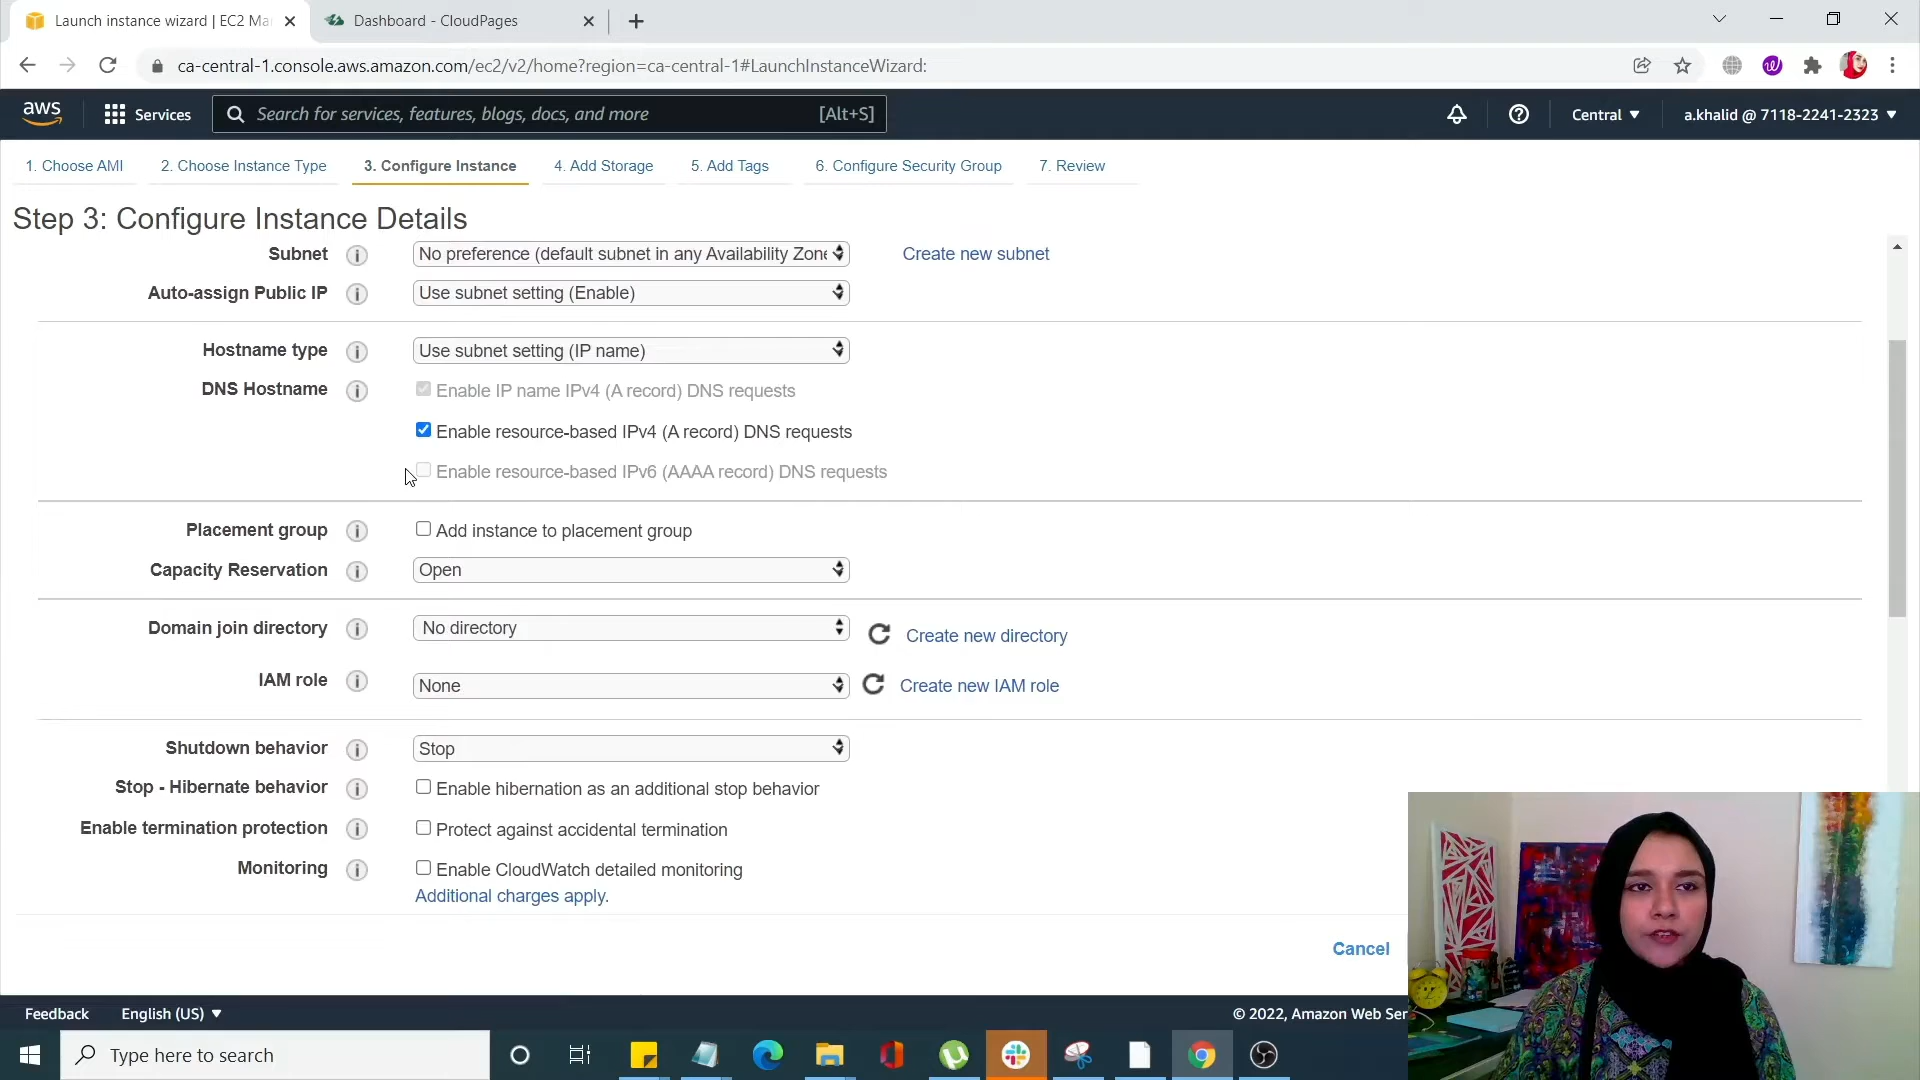 Launch instance wizard | EC2 Ma
Dashboard - CloudPages
ca-central-1.console.aws.amazon.com/ec2/v2/home?region=ca-central-1#LaunchInstanceWizard:
aws
Services
Search for services, features, blogs, docs, and more
[Alt+S]
Central
a.khalid @ 7118-2241-2323
1. Choose AMI
2. Choose Instance Type
3. Configure Instance
4. Add Storage
5. Add Tags
6. Configure Security Group
7. Review
Step 3: Configure Instance Details
Subnet
No preference (default subnet in any Availability Zone
Create new subnet
Auto-assign Public IP
Use subnet setting (Enable)
Hostname type
Use subnet setting (IP name)
DNS Hostname
Enable IP name IPv4 (A record) DNS requests
Enable resource-based IPv4 (A record) DNS requests
Enable resource-based IPv6 (AAAA record) DNS requests
Placement group
Add instance to placement group
Capacity Reservation
Open
Domain join directory
No directory
Create new directory
IAM role
None
Create new IAM role
Shutdown behavior
Stop
Stop - Hibernate behavior
Enable hibernation as an additional stop behavior
Enable termination protection
Protect against accidental termination
Monitoring
Enable CloudWatch detailed monitoring
Additional charges apply.
Cancel
Feedback
English (US)
© 2022, Amazon Web Ser
Type here to search